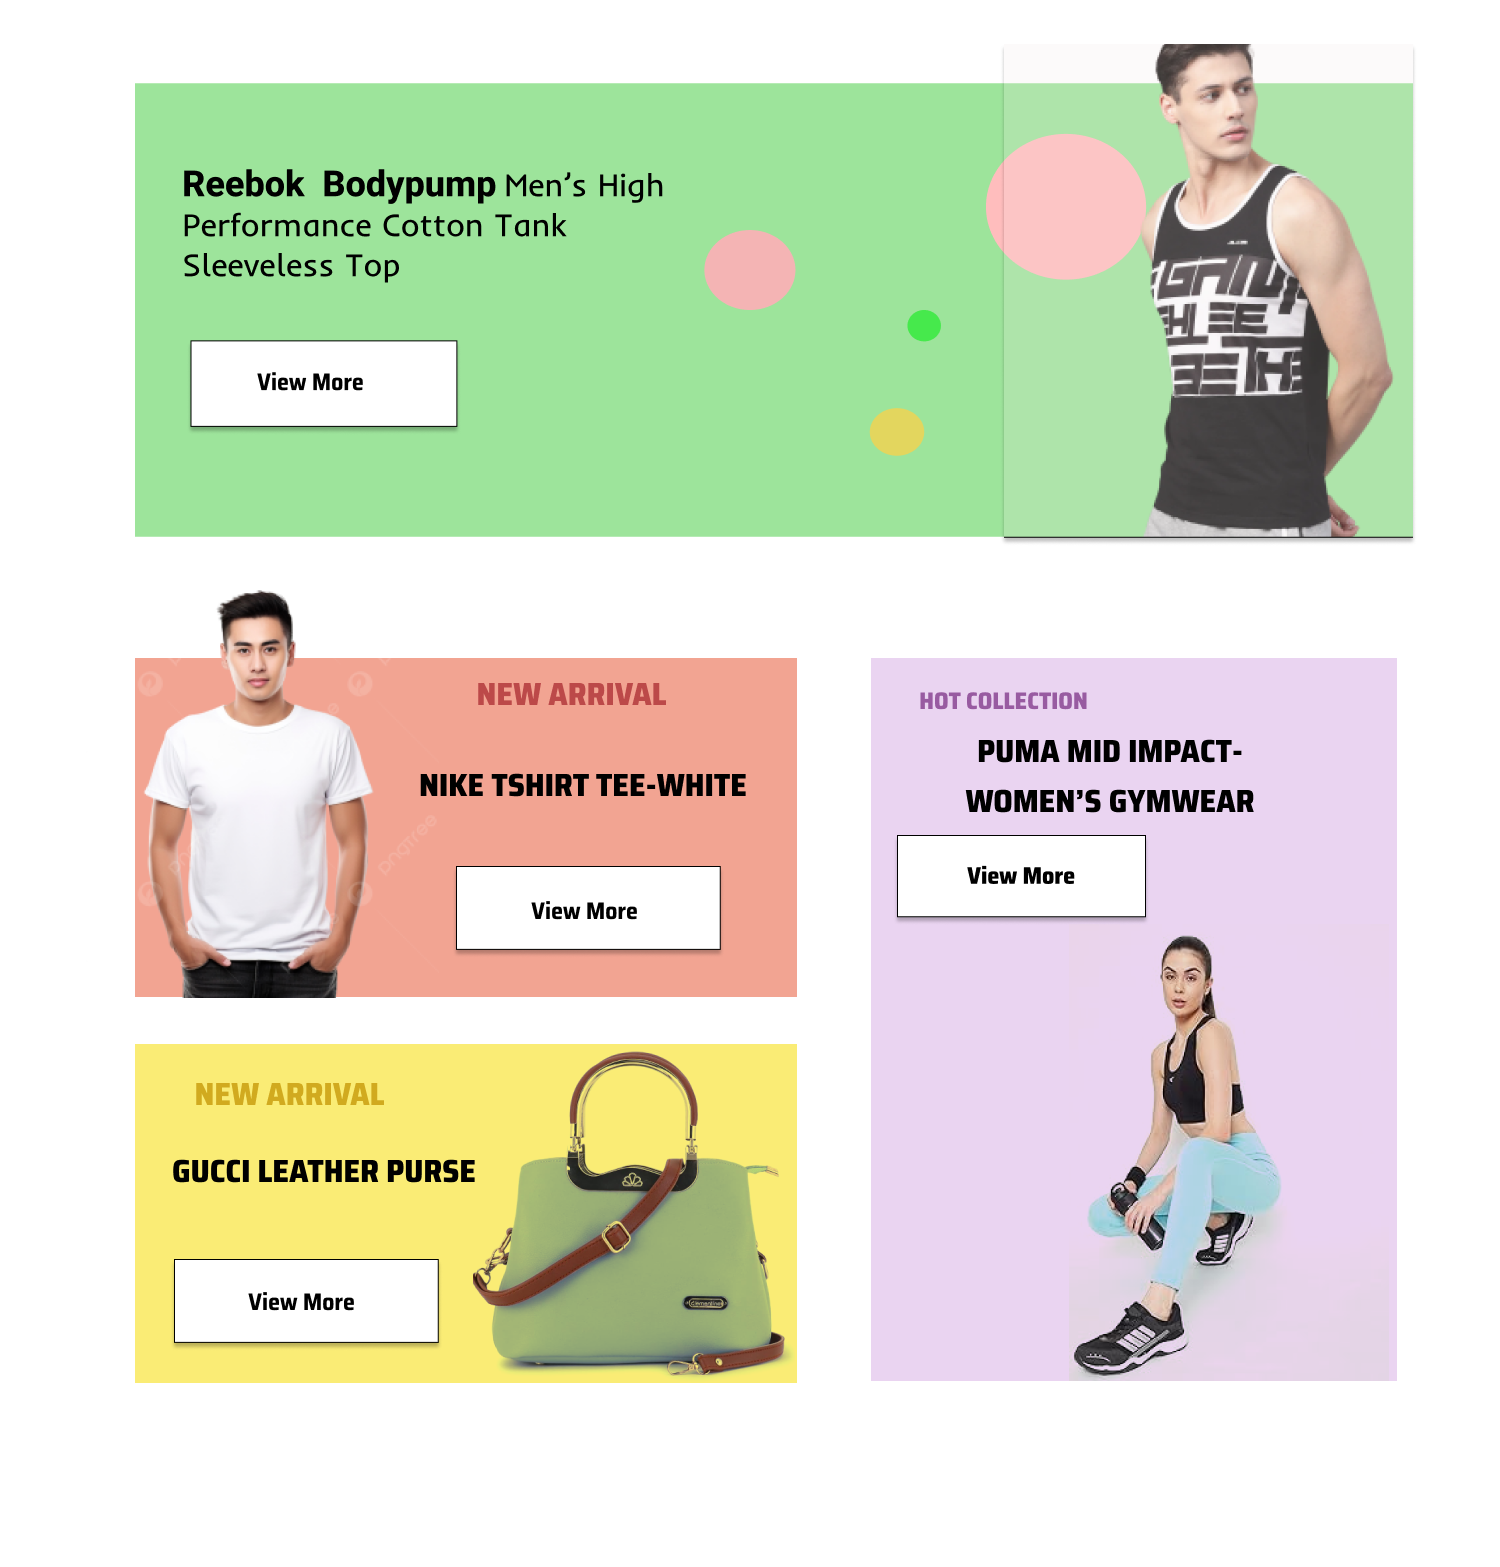 Reebok Bodypump Men's High
Performance Cotton Tank
Sleeveless Top
View More
NEW ARRIVAL
NIKE TSHIRT TEE-WHITE
View More
pngtree
HOT COLLECTION
PUMA MID IMPACT-
WOMEN'S GYMWEAR
View More
NEW ARRIVAL
GUCCI LEATHER PURSE
View More